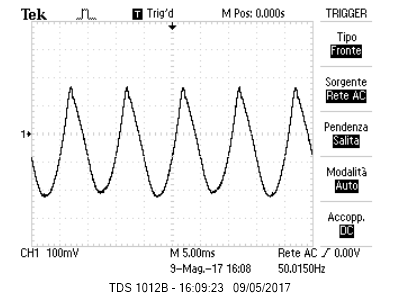 Tek T Trig'd M Pos: 0.000s TRIGGER
Tipo
Fronte
Sorgente
Rete AC
1
Pendenza
Salita
Modalità
Auto
Accopp.
DC
CH1 100mV M 5.00ms Rete AC 0.00V
9-Mag.-17 16:08 50.0150Hz
TDS 1012B - 16:09:23 09/05/2017